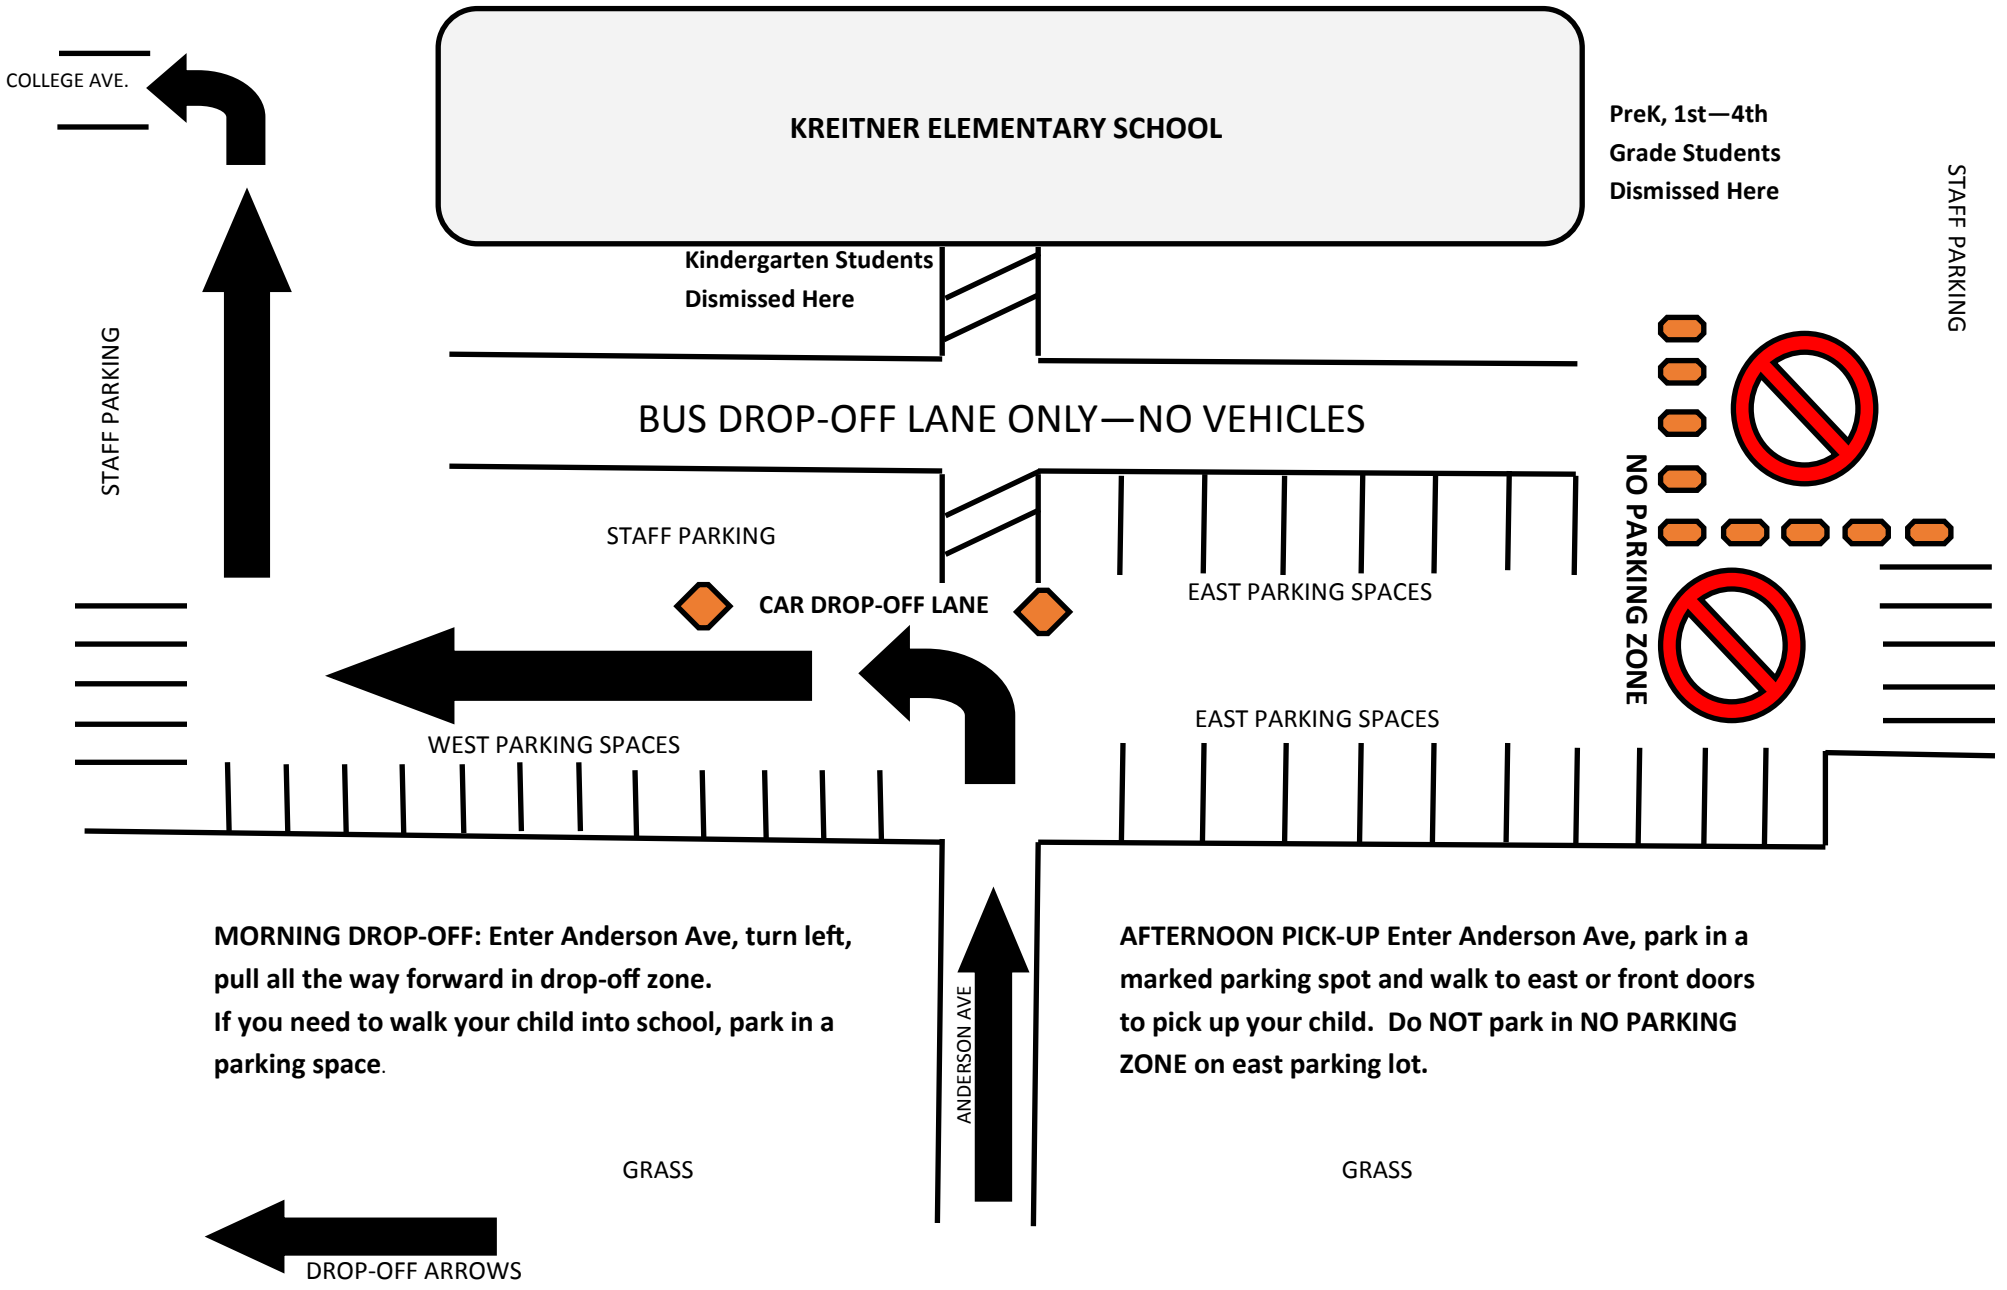 COLLEGE AVE.
KREITNER ELEMENTARY SCHOOL
PreK, 1st—4th
Grade Students
Dismissed Here
STAFF PARKING
Kindergarten Students
Dismissed Here
STAFF PARKING
BUS DROP-OFF LANE ONLY—NO VEHICLES
NO PARKING ZONE
STAFF PARKING
CAR DROP-OFF LANE
EAST PARKING SPACES
EAST PARKING SPACES
WEST PARKING SPACES
MORNING DROP-OFF: Enter Anderson Ave, turn left,
pull all the way forward in drop-off zone.
If you need to walk your child into school, park in a
parking space.
ANDERSON AVE
AFTERNOON PICK-UP Enter Anderson Ave, park in a
marked parking spot and walk to east or front doors
to pick up your child.  Do NOT park in NO PARKING
ZONE on east parking lot.
GRASS
GRASS
DROP-OFF ARROWS